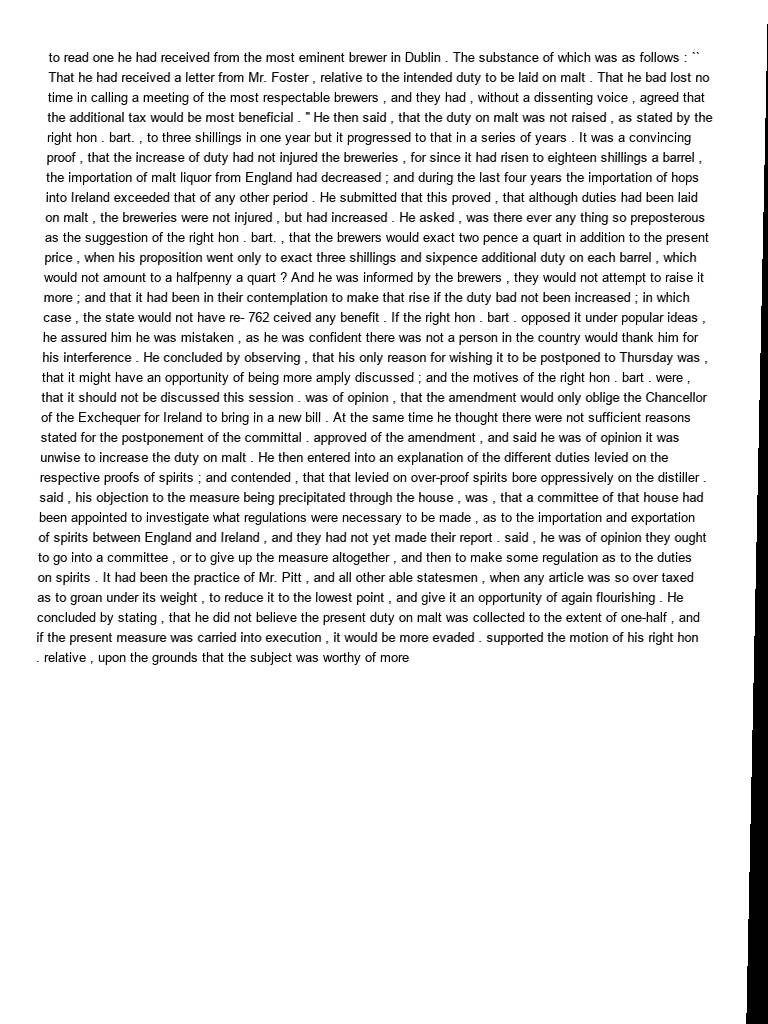 to read one he had received from the most eminent brewer in Dublin . The substance of which was as follows : ``
That he had received a letter from Mr. Foster , relative to the intended duty to be laid on malt . That he bad lost no
time in calling a meeting of the most respectable brewers , and they had , without a dissenting voice , agreed that
the additional tax would be most beneficial . '' He then said , that the duty on malt was not raised , as stated by the
right hon . bart. , to three shillings in one year but it progressed to that in a series of years . It was a convincing
proof , that the increase of duty had not injured the breweries , for since it had risen to eighteen shillings a barrel ,
the importation of malt liquor from England had decreased ; and during the last four years the importation of hops
into Ireland exceeded that of any other period . He submitted that this proved , that although duties had been laid
on malt , the breweries were not injured , but had increased . He asked , was there ever any thing so preposterous
as the suggestion of the right hon . bart. , that the brewers would exact two pence a quart in addition to the present
price , when his proposition went only to exact three shillings and sixpence additional duty on each barrel , which
would not amount to a halfpenny a quart ? And he was informed by the brewers , they would not attempt to raise it
more ; and that it had been in their contemplation to make that rise if the duty bad not been increased ; in which
case , the state would not have re- 762 ceived any benefit . If the right hon . bart . opposed it under popular ideas ,
he assured him he was mistaken , as he was confident there was not a person in the country would thank him for
his interference . He concluded by observing , that his only reason for wishing it to be postponed to Thursday was ,
that it might have an opportunity of being more amply discussed ; and the motives of the right hon . bart . were ,
that it should not be discussed this session . was of opinion , that the amendment would only oblige the Chancellor
of the Exchequer for Ireland to bring in a new bill . At the same time he thought there were not sufficient reasons
stated for the postponement of the committal . approved of the amendment , and said he was of opinion it was
unwise to increase the duty on malt . He then entered into an explanation of the different duties levied on the
respective proofs of spirits ; and contended , that that levied on over-proof spirits bore oppressively on the distiller .
said , his objection to the measure being precipitated through the house , was , that a committee of that house had
been appointed to investigate what regulations were necessary to be made , as to the importation and exportation
of spirits between England and Ireland , and they had not yet made their report . said , he was of opinion they ought
to go into a committee , or to give up the measure altogether , and then to make some regulation as to the duties
on spirits . It had been the practice of Mr. Pitt , and all other able statesmen , when any article was so over taxed
as to groan under its weight , to reduce it to the lowest point , and give it an opportunity of again flourishing . He
concluded by stating , that he did not believe the present duty on malt was collected to the extent of one-half , and
if the present measure was carried into execution , it would be more evaded . supported the motion of his right hon
. relative , upon the grounds that the subject was worthy of more